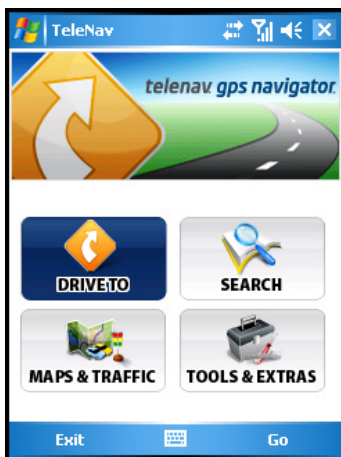 TeleNav
telenav gps navigator
DRIVE TO
SEARCH
MAPS & TRAFFIC
TOOLS & EXTRAS
Exit
Go